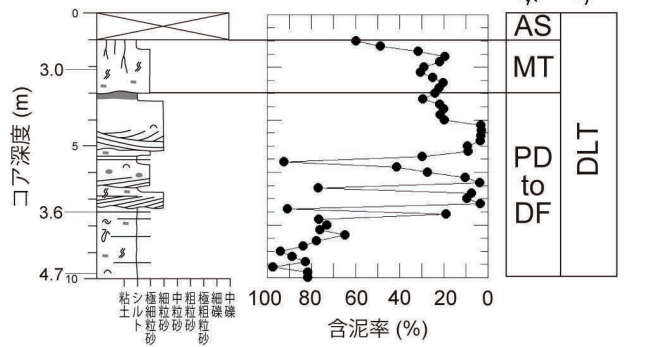 0
3.0
5
3.6
4.7
10
コア深度 (m)
粘土
シルト
極細粒砂
細粒砂
中粒砂
粗粒砂
極粗粒砂
細礫
中礫
100 80 60 40 20 0
含泥率 (%)
AS
MT
PD
to
DF
DLT